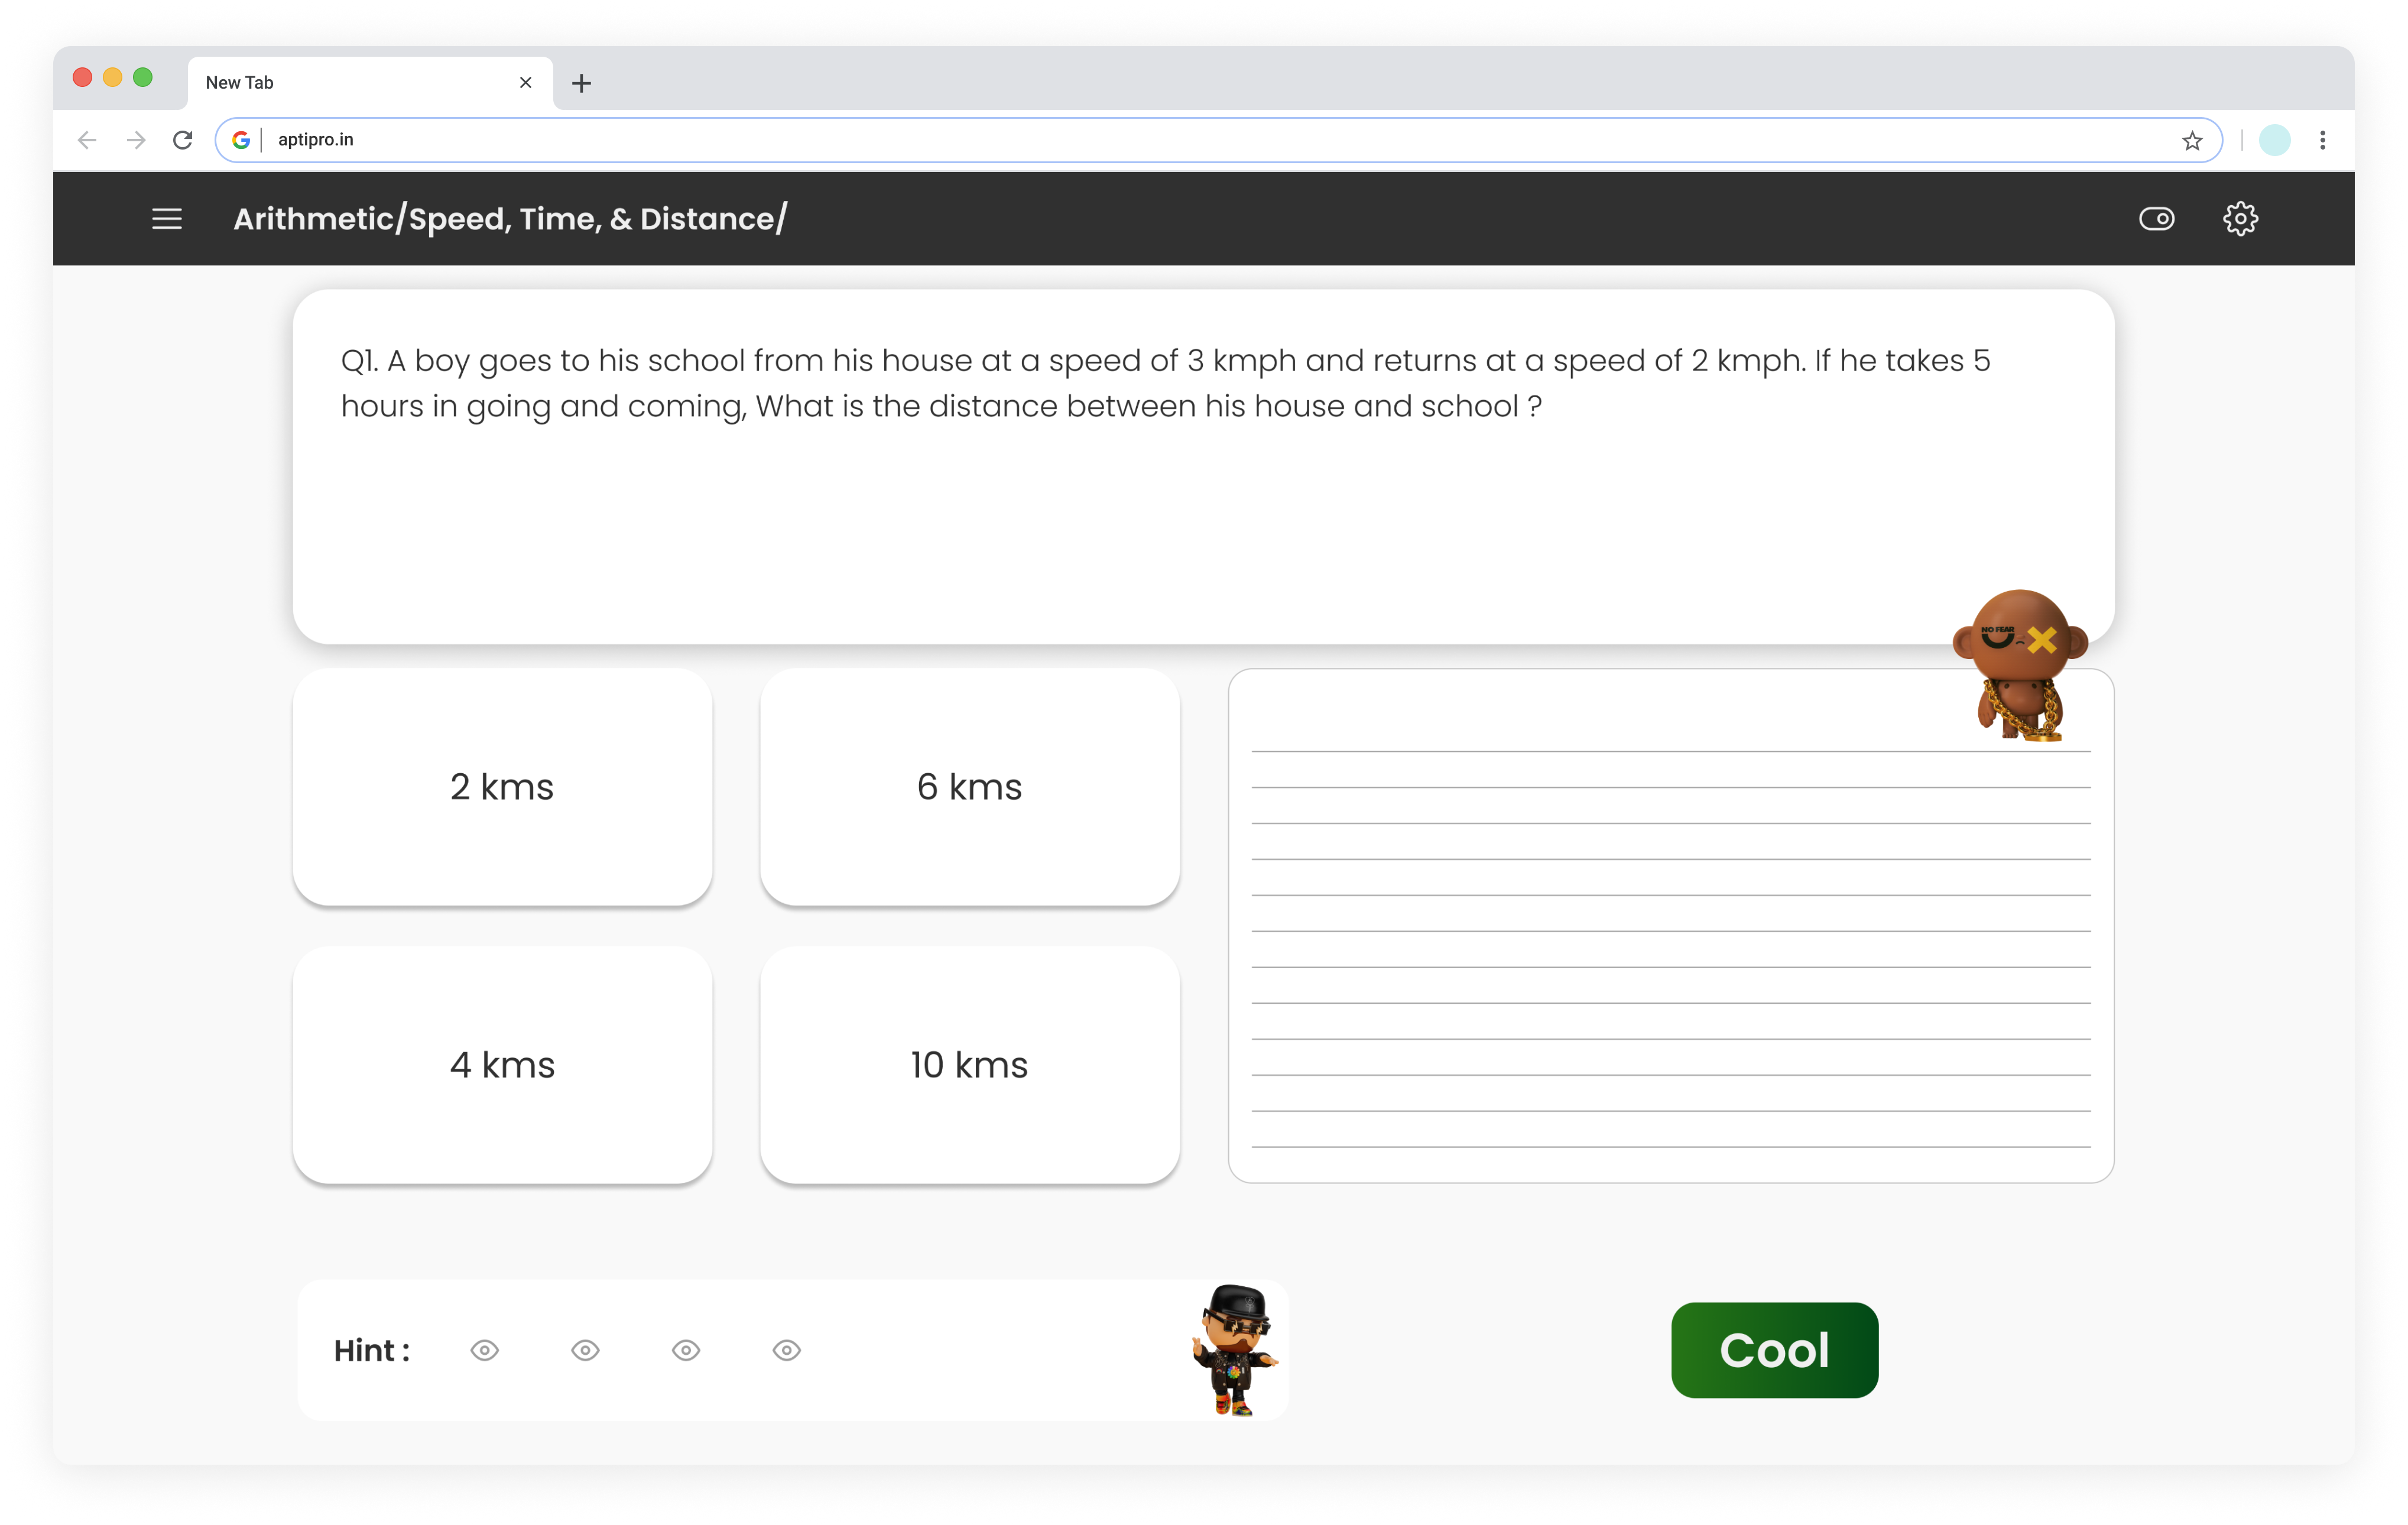 New Tab
aptipro.in
Arithmetic/Speed, Time, & Distance/
Q1. A boy goes to his school from his house at a speed of 3 kmph and returns at a speed of 2 kmph. If he takes 5
hours in going and coming, What is the distance between his house and school ?
NO FEAR
2 kms
6 kms
4 kms
10 kms
Hint :
Cool